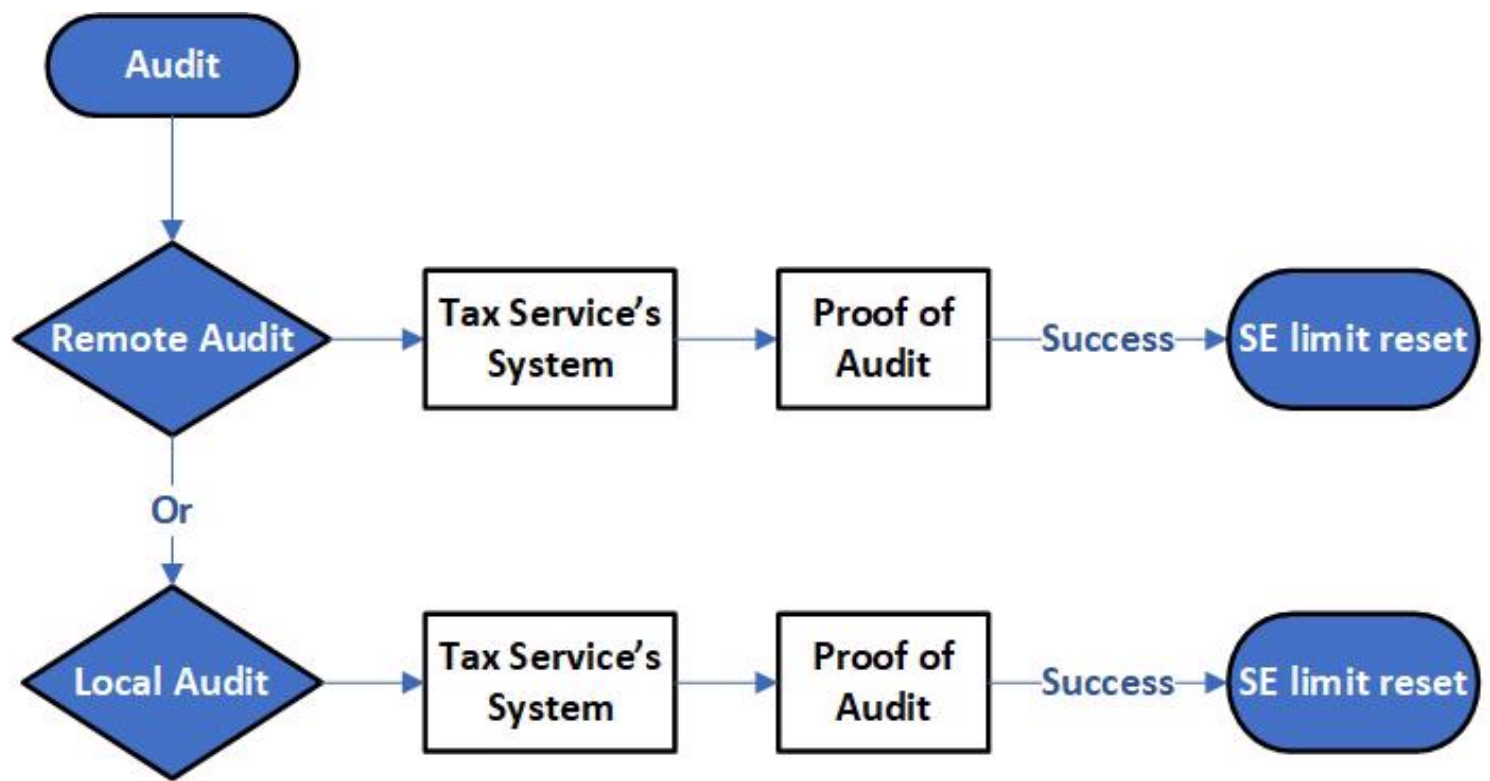 Audit
Remote Audit
Tax Service’s
System
Proof of
Audit
Success
SE limit reset
Or
Local Audit
Tax Service’s
System
Proof of
Audit
Success
SE limit reset